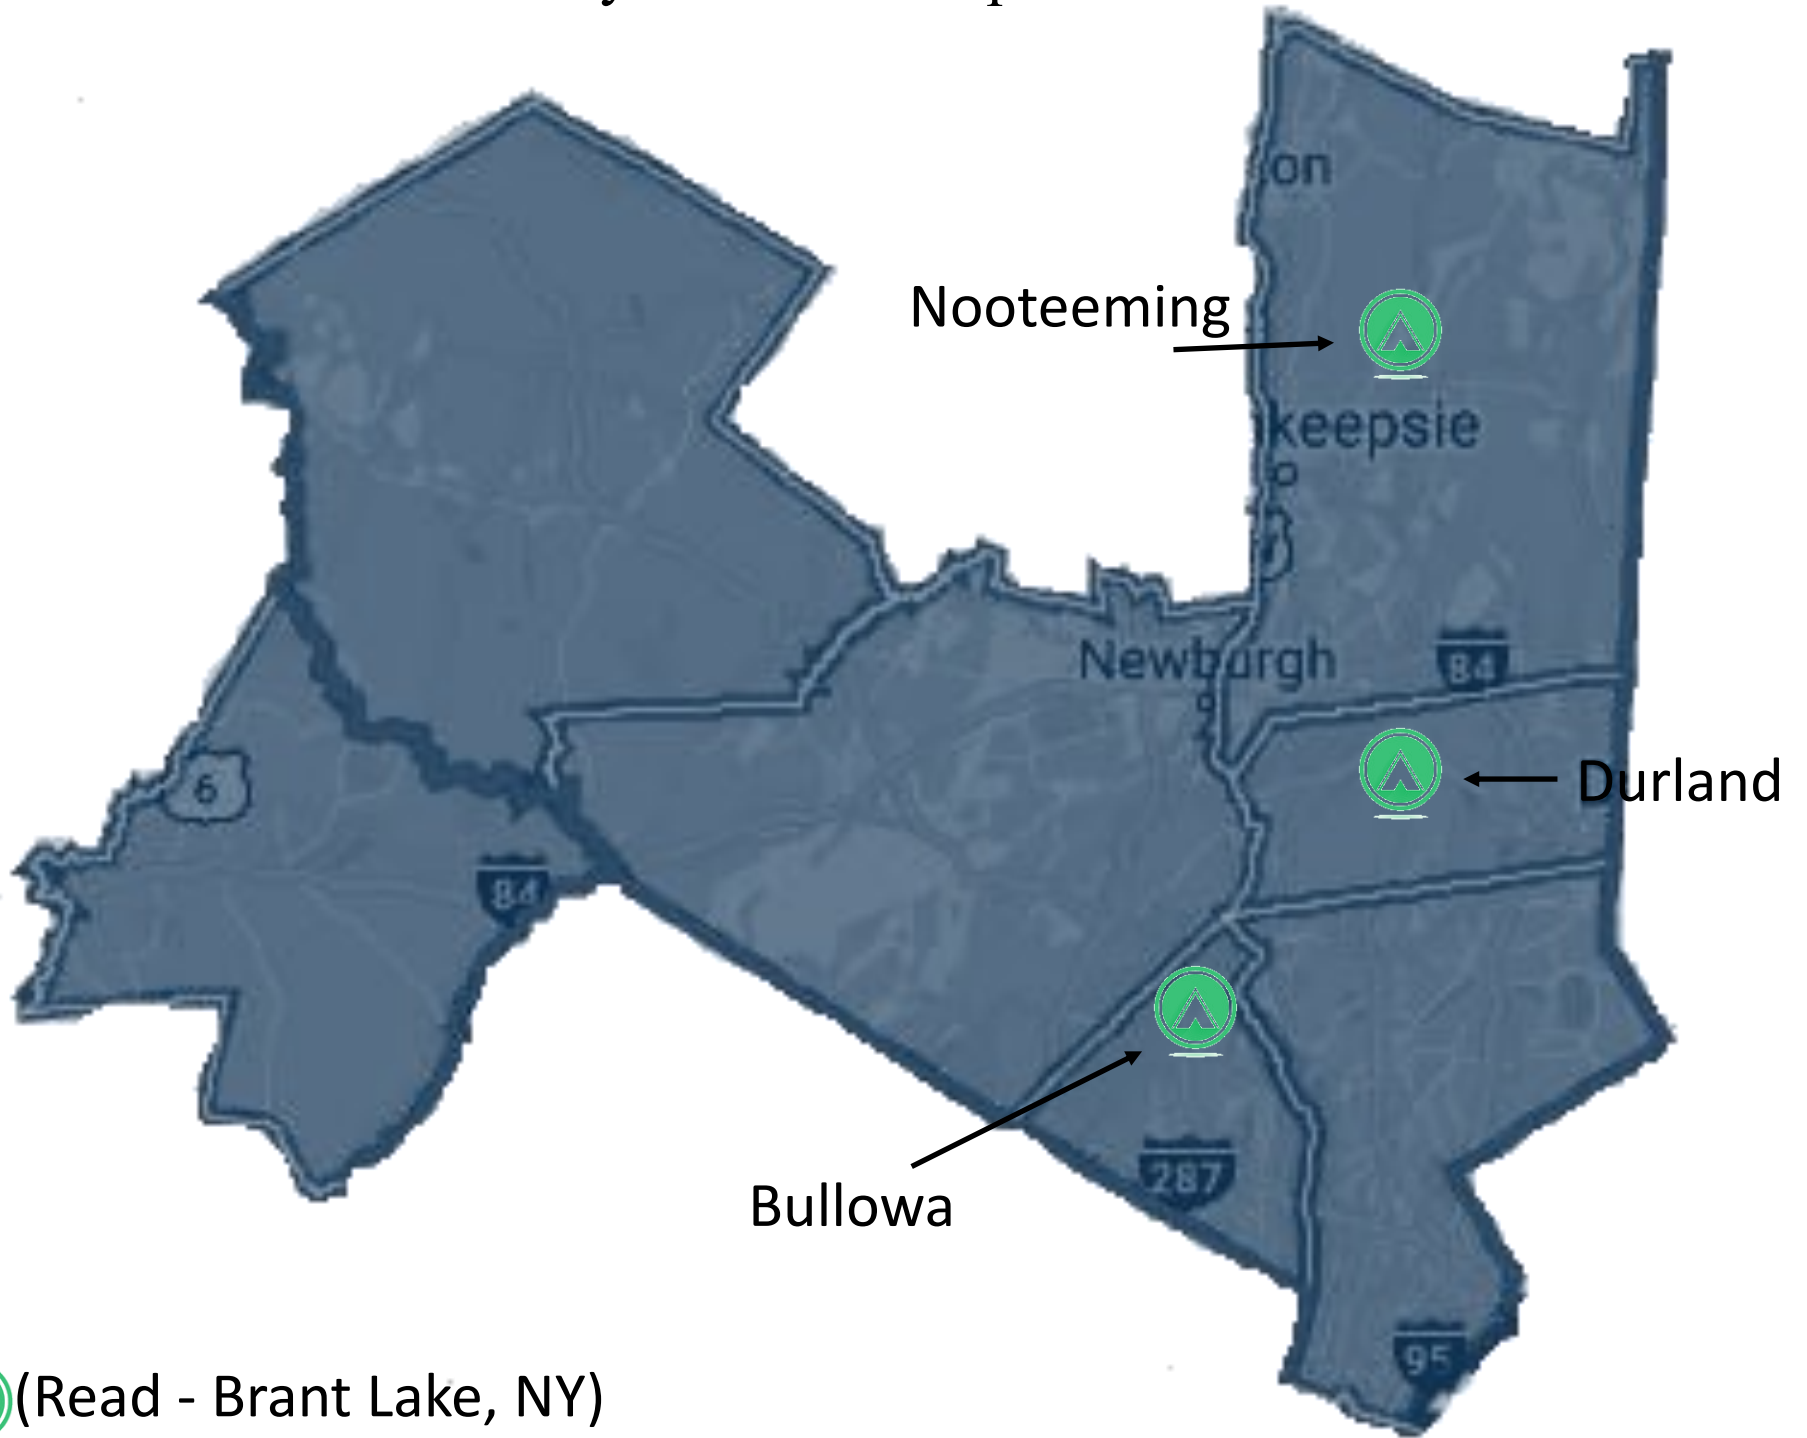 on
Nooteeming
keepsie
Newburgh
84
Durland
6
84
Bullowa
287
95
(Read - Brant Lake, NY)